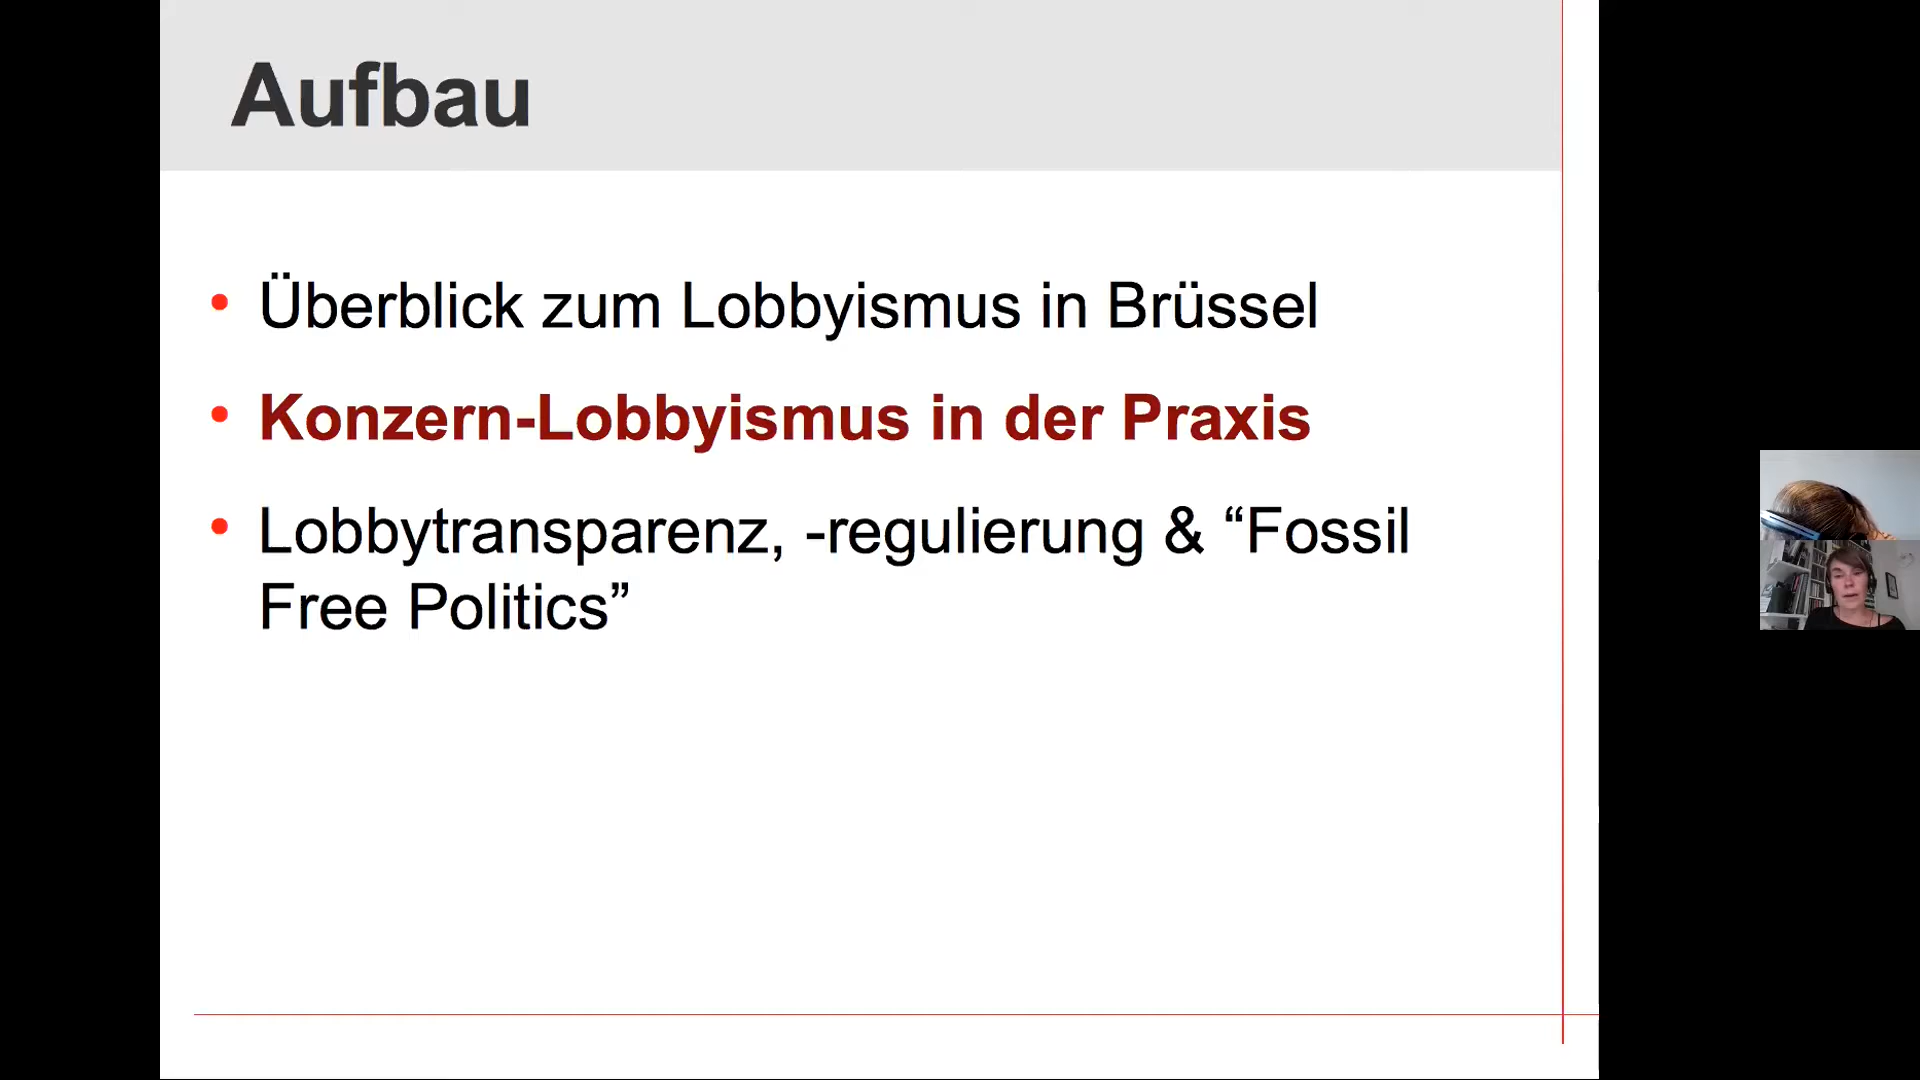 Aufbau
• Überblick zum Lobbyismus in Brüssel
• Konzern-Lobbyismus in der Praxis
• Lobbytransparenz, -regulierung & “Fossil
Free Politics”